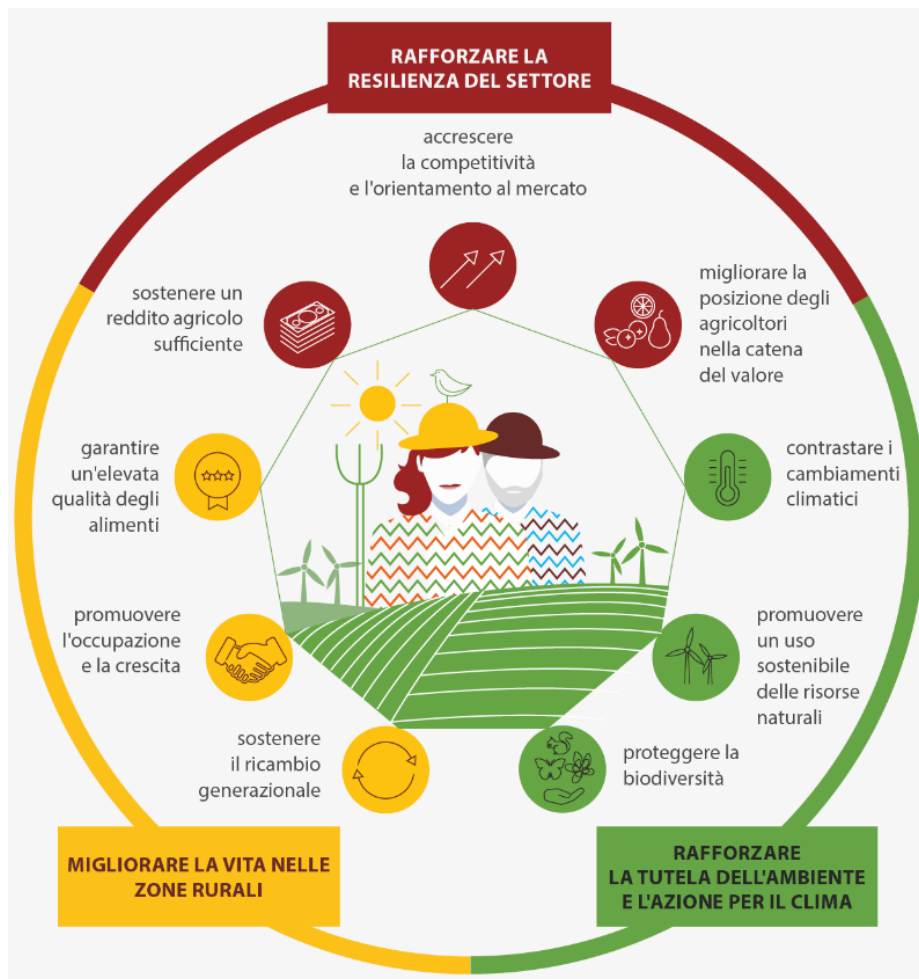 RAFFORZARE LA
RESILIENZA DEL SETTORE
accrescere
la competitività
e l'orientamento al mercato
migliorare la
posizione degli
agricoltori
nella catena
del valore
sostenere un
reddito agricolo
sufficiente
garantire
un'elevata
qualità degli
alimenti
contrastare i
cambiamenti
climatici
promuovere
l'occupazione
e la crescita
promuovere
un uso
sostenibile
delle risorse
naturali
sostenere
il ricambio
generazionale
proteggere la
biodiversità
MIGLIORARE LA VITA NELLE
ZONE RURALI
RAFFORZARE
LA TUTELA DELL'AMBIENTE
E L'AZIONE PER IL CLIMA